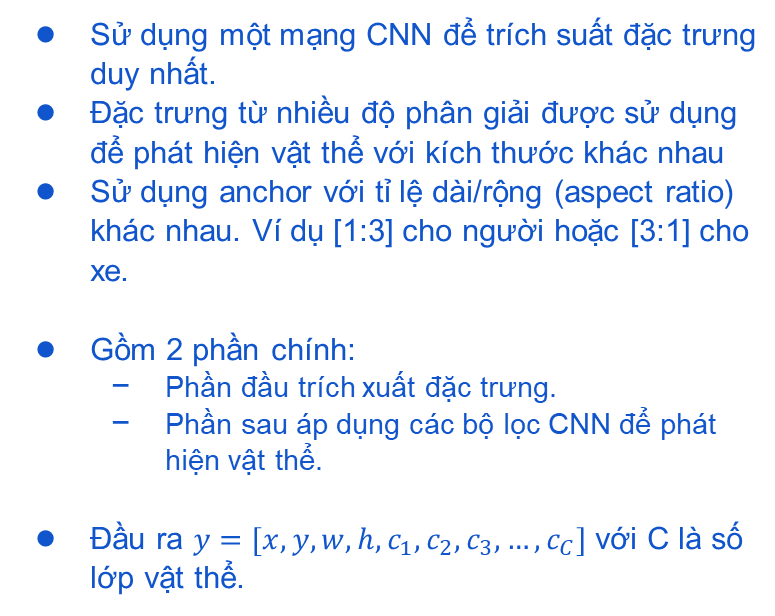 ● Sử dụng một mạng CNN để trích suất đặc trưng
duy nhất.
● Đặc trưng từ nhiều độ phân giải được sử dụng
để phát hiện vật thể với kích thước khác nhau
● Sử dụng anchor với tỉ lệ dài/rộng (aspect ratio)
khác nhau. Ví dụ [1:3] cho người hoặc [3:1] cho
xe.
● Gồm 2 phần chính:
− Phần đầu trích xuất đặc trưng.
− Phần sau áp dụng các bộ lọc CNN để phát
hiện vật thể.
● Đầu ra y = [x, y, w, h, c₁, c₂, c₃, … , c_C] với C là số
lớp vật thể.